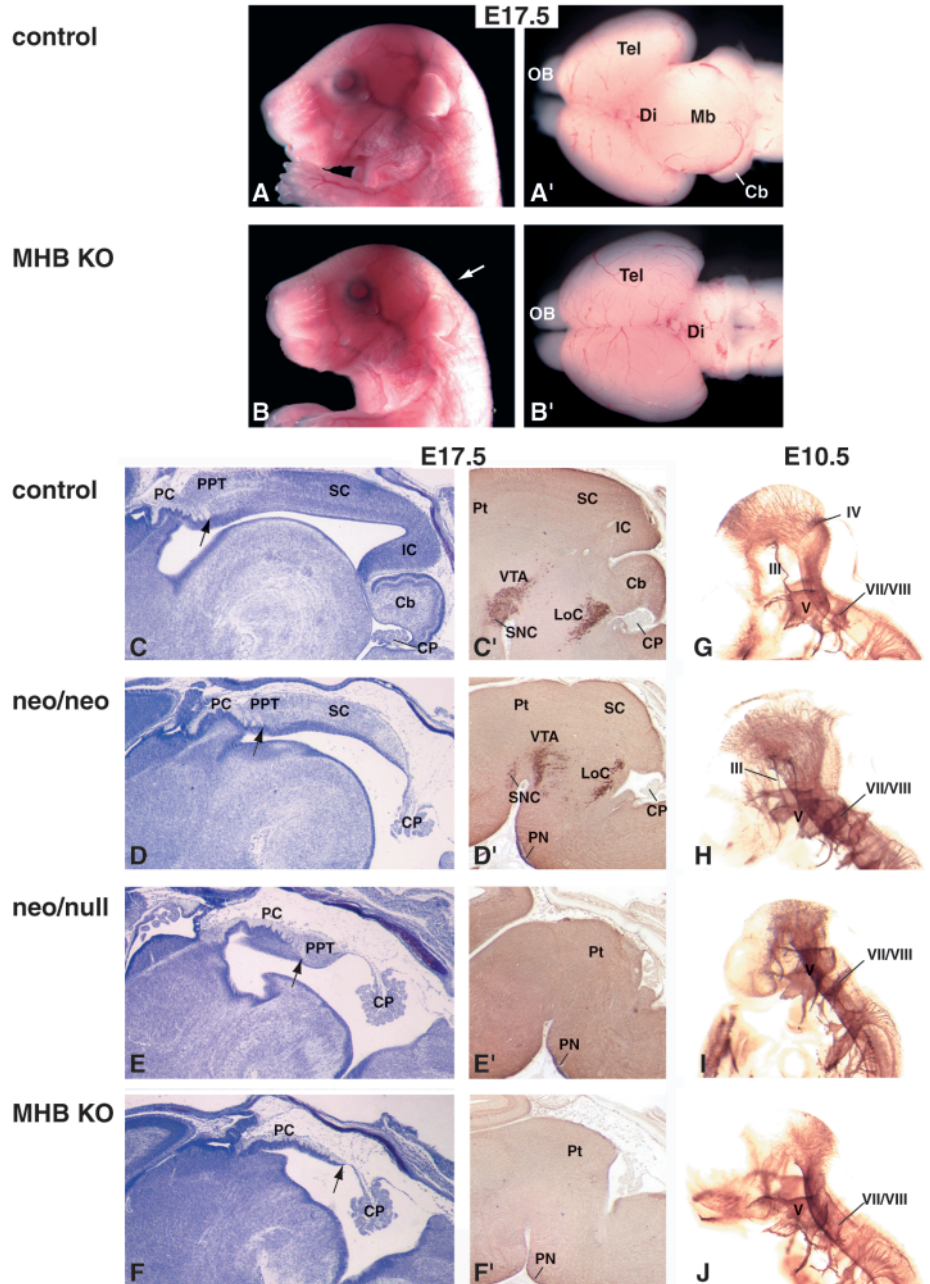 E17.5
control
OB
Tel
Di
Mb
Cb
A
A'
MHB KO
OB
Tel
Di
B
B'
E17.5
E10.5
control
PC
PPT
SC
IC
Cb
CP
C
Pt
SC
IC
VTA
Cb
LoC
SNC
CP
C'
IV
III
V
VII/VIII
G
neo/neo
PC
PPT
SC
CP
D
Pt
SC
VTA
LoC
SNC
CP
PN
D'
III
VII/VIII
V
H
neo/null
PC
PPT
CP
E
Pt
PN
E'
V
VII/VIII
I
MHB KO
PC
CP
F
Pt
PN
F'
V
VII/VIII
J